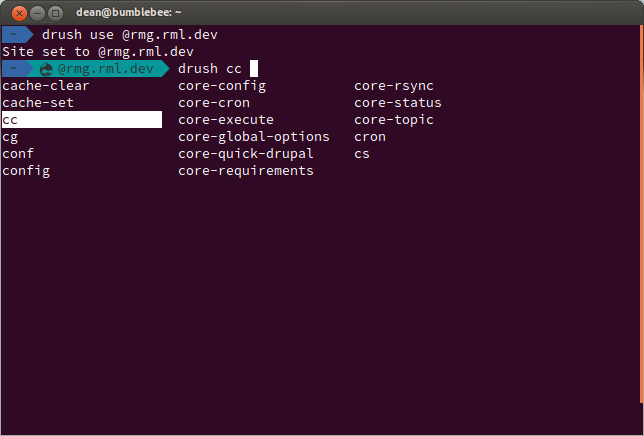 dean@bumblebee: ~
~ drush use @rmg.rml.dev
Site set to @rmg.rml.dev
~ @rmg.rml.dev drush cc
cache-clear core-config core-rsync
cache-set core-cron core-status
cc core-execute core-topic
cg core-global-options cron
conf core-quick-drupal cs
config core-requirements